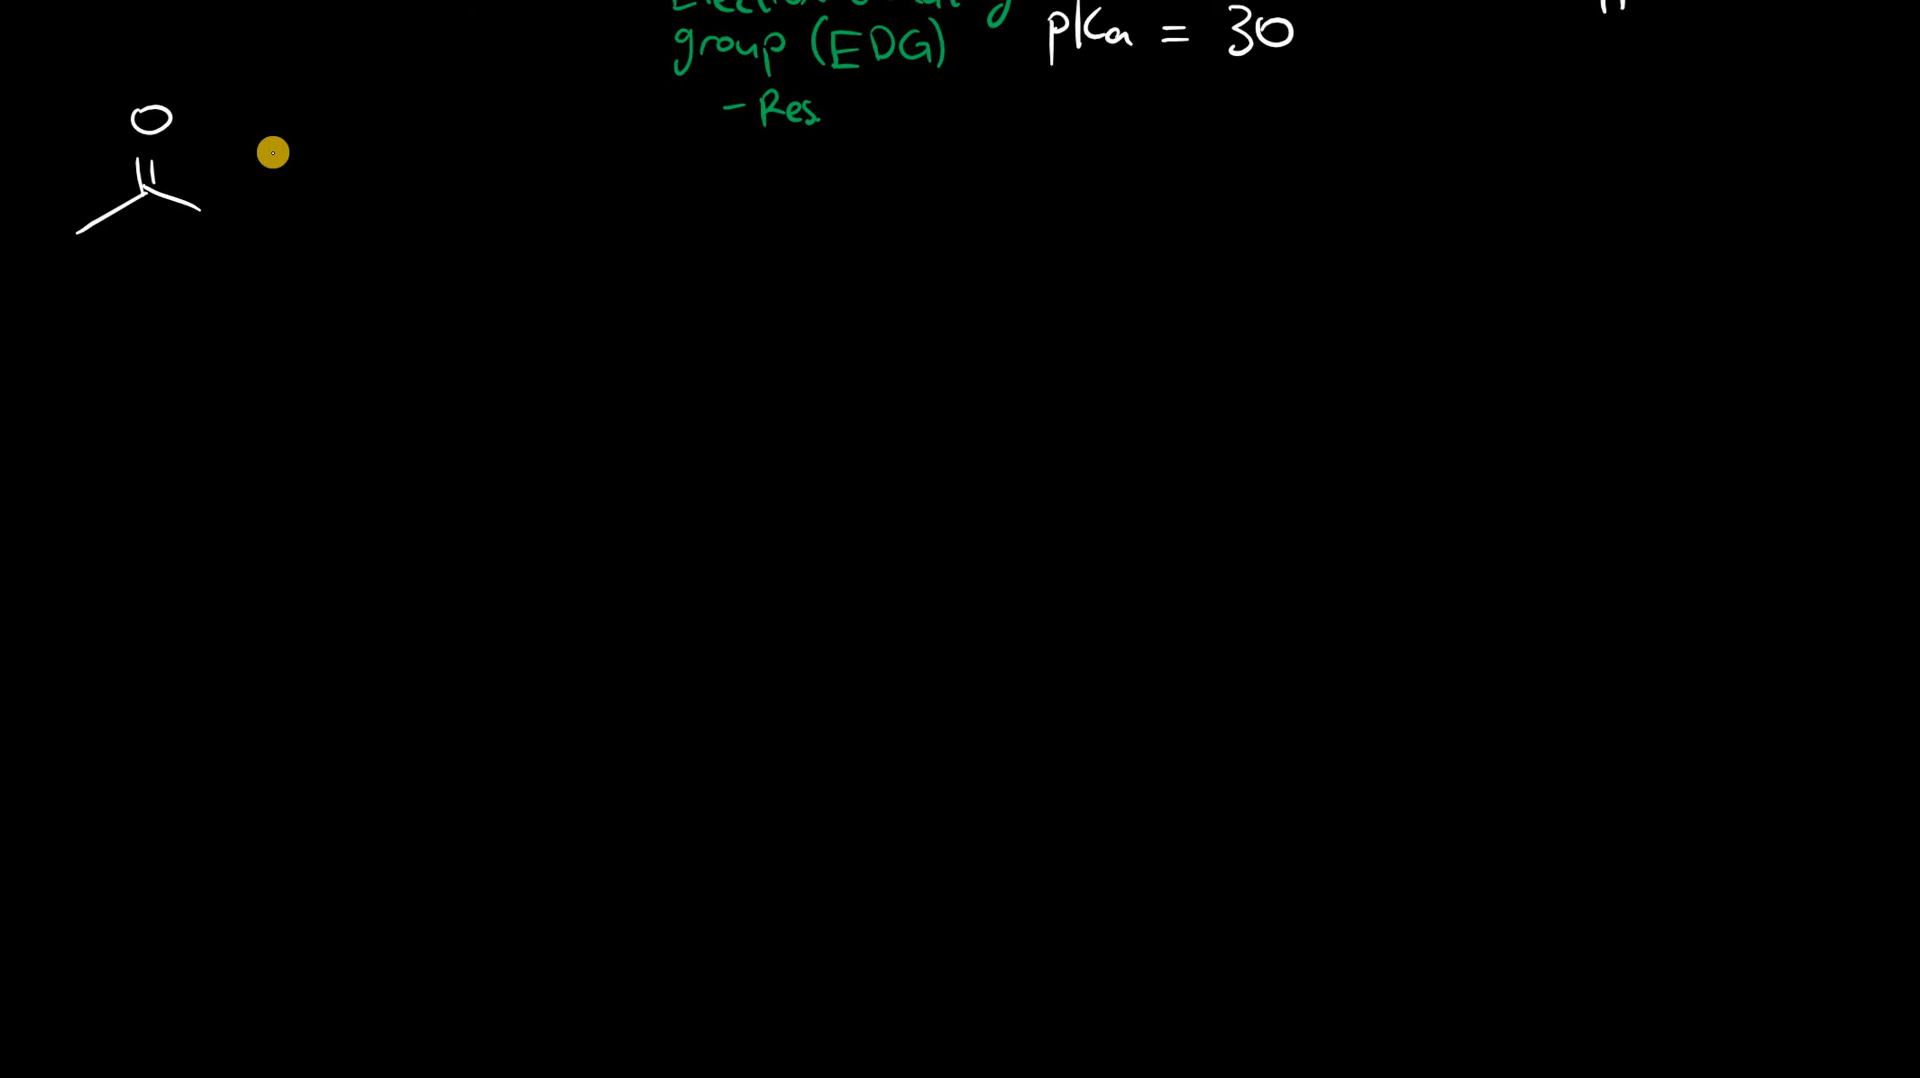 group (EDG)
- Res.
pKa = 30
O